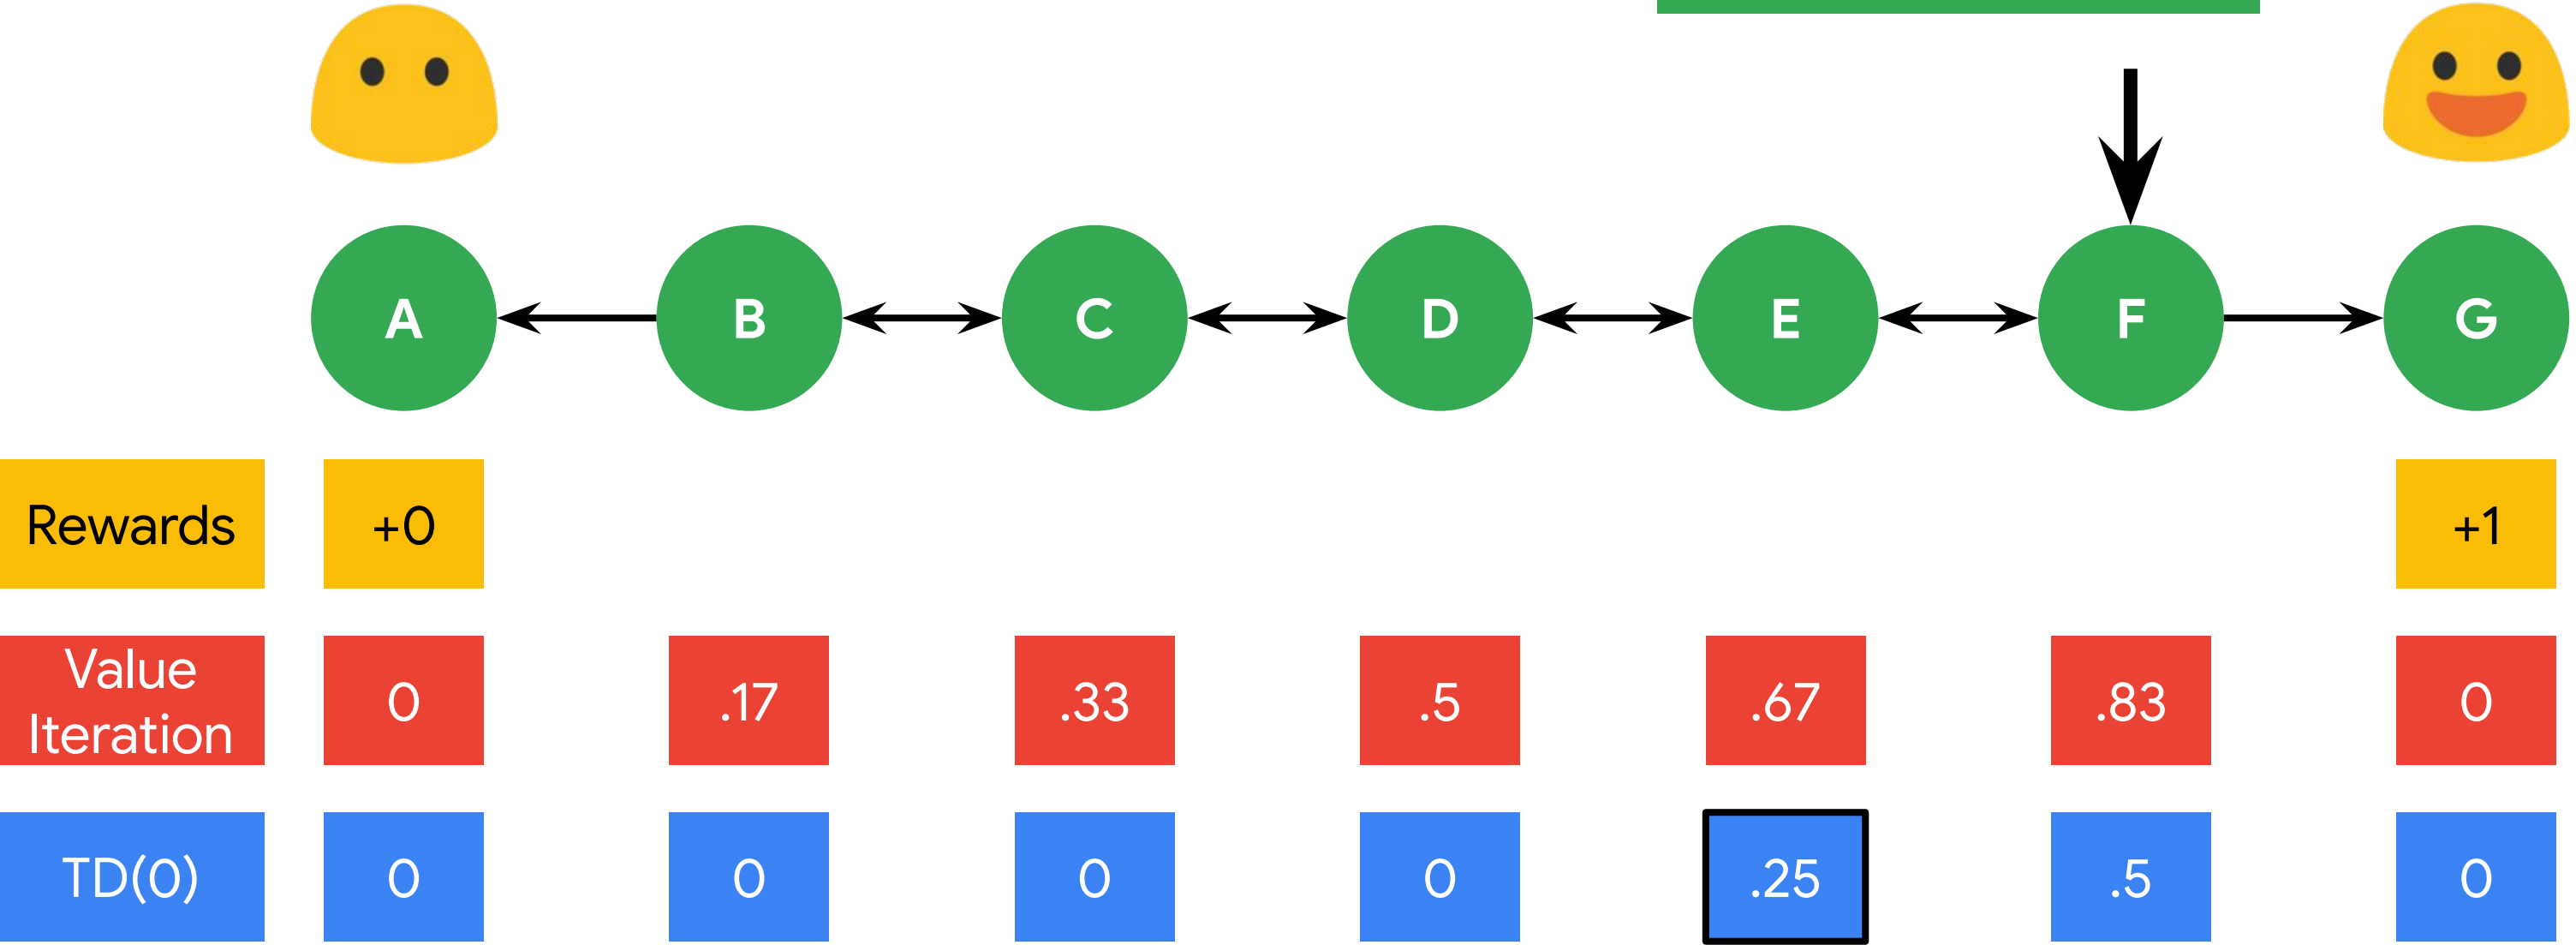 A B C D E F G
Rewards +0 +1
Value
Iteration 0 .17 .33 .5 .67 .83 0
TD(0) 0 0 0 0 .25 .5 0